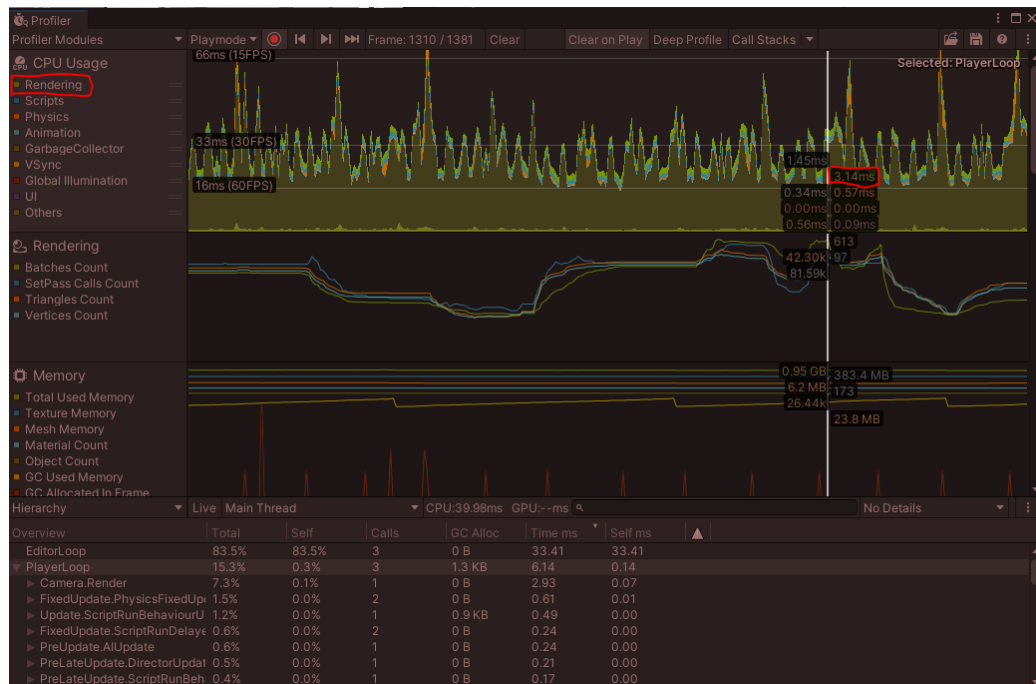 Profiler
Profiler Modules Playmode Frame: 1310 / 1381 Clear Clear on Play Deep Profile Call Stacks
CPU Usage
Rendering
Scripts
Physics
Animation
GarbageCollector
VSync
Global Illumination
UI
Others
66ms (15FPS)
Selected: PlayerLoop
33ms (30FPS)
16ms (60FPS)
1.45ms
3.14ms
0.34ms 0.57ms
0.00ms 0.00ms
0.56ms 0.09ms
Rendering
Batches Count
SetPass Calls Count
Triangles Count
Vertices Count
613
42.30k 97
81.59k
Memory
Total Used Memory
Texture Memory
Mesh Memory
Material Count
Object Count
GC Used Memory
GC Allocated In Frame
0.95 GB 383.4 MB
6.2 MB 173
26.44k
23.8 MB
Hierarchy Live Main Thread CPU:39.98ms GPU:--ms No Details
Overview Total Self Calls GC Alloc Time ms Self ms
EditorLoop 83.5% 83.5% 3 0 B 33.41 33.41
PlayerLoop 15.3% 0.3% 3 1.3 KB 6.14 0.14
Camera.Render 7.3% 0.1% 1 0 B 2.93 0.07
FixedUpdate.PhysicsFixedUp 1.5% 0.0% 2 0 B 0.61 0.01
Update.ScriptRunBehaviourU 1.2% 0.0% 1 0.9 KB 0.49 0.00
FixedUpdate.ScriptRunDelaye 0.6% 0.0% 2 0 B 0.24 0.00
PreUpdate.AIUpdate 0.6% 0.0% 1 0 B 0.24 0.00
PreLateUpdate.DirectorUpdat 0.5% 0.0% 1 0 B 0.21 0.00
PreLateUpdate.ScriptRunBeh 0.4% 0.0% 1 0 B 0.17 0.00